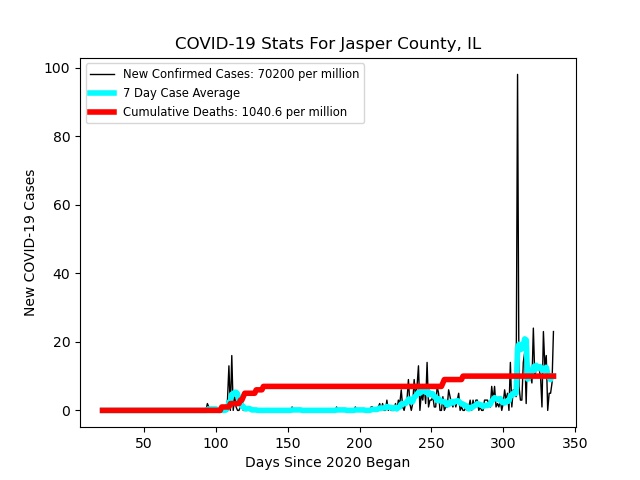 COVID-19 Stats For Jasper County, IL
New Confirmed Cases: 70200 per million
7 Day Case Average
Cumulative Deaths: 1040.6 per million
New COVID-19 Cases
100
80
60
40
20
0
50
100
150
200
250
300
350
Days Since 2020 Began